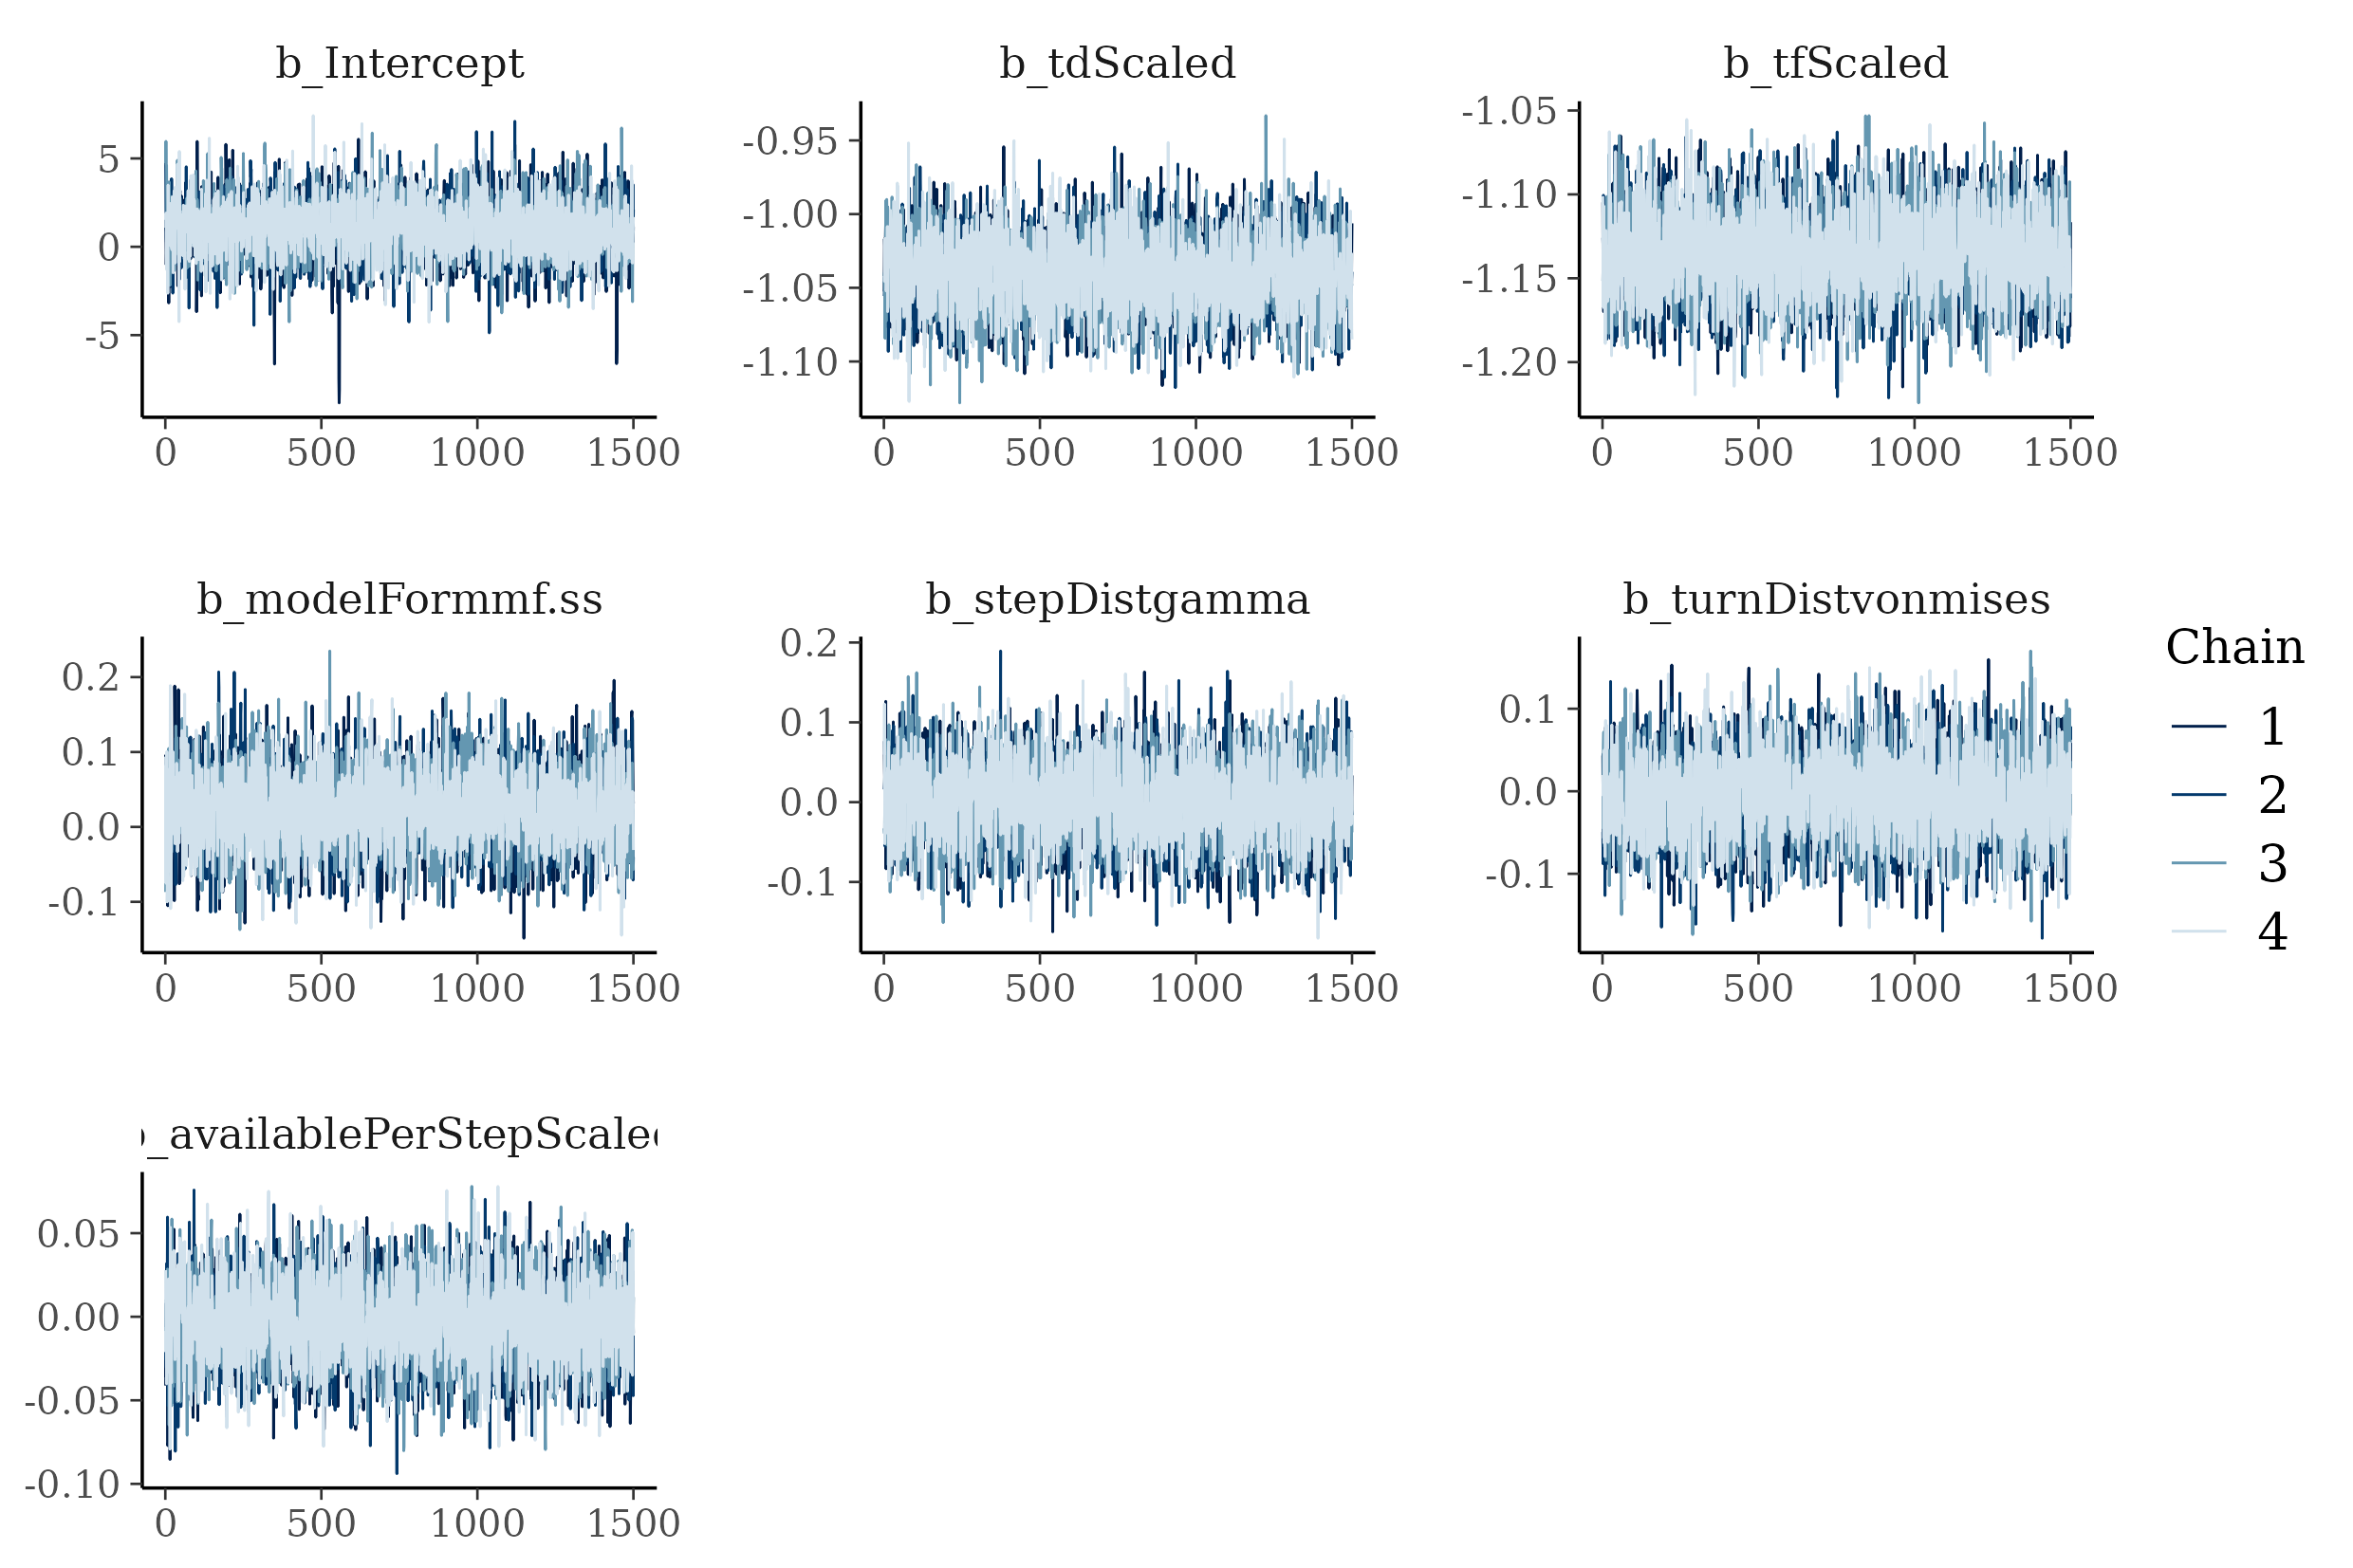 b_Intercept
5
0
-5
0 500 1000 1500
b_tdScaled
-0.95
-1.00
-1.05
-1.10
0 500 1000 1500
b_tfScaled
-1.05
-1.10
-1.15
-1.20
0 500 1000 1500
b_modelFormmf.ss
0.2
0.1
0.0
-0.1
0 500 1000 1500
b_stepDistgamma
0.2
0.1
0.0
-0.1
0 500 1000 1500
b_turnDistvonmises
0.1
0.0
-0.1
0 500 1000 1500
Chain
1
2
3
4
b_availablePerStepScaled
0.05
0.00
-0.05
-0.10
0 500 1000 1500